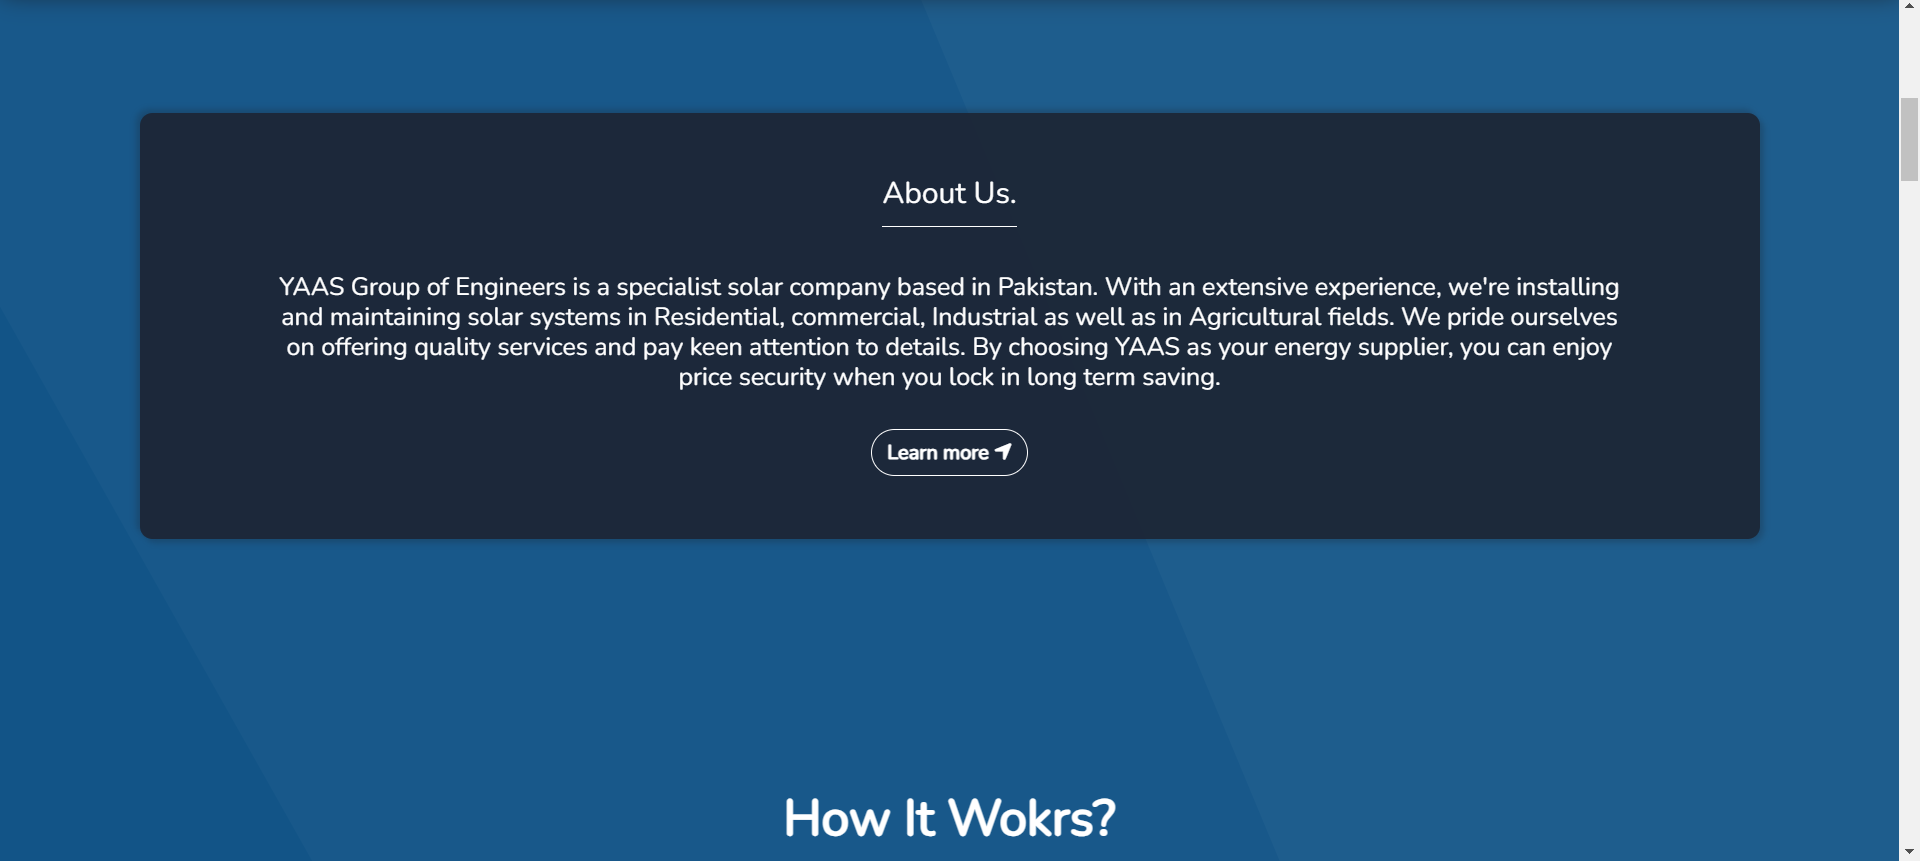 About Us.
YAAS Group of Engineers is a specialist solar company based in Pakistan. With an extensive experience, we're installing
and maintaining solar systems in Residential, commercial, Industrial as well as in Agricultural fields. We pride ourselves
on offering quality services and pay keen attention to details. By choosing YAAS as your energy supplier, you can enjoy
price security when you lock in long term saving.
Learn more
How It Wokrs?